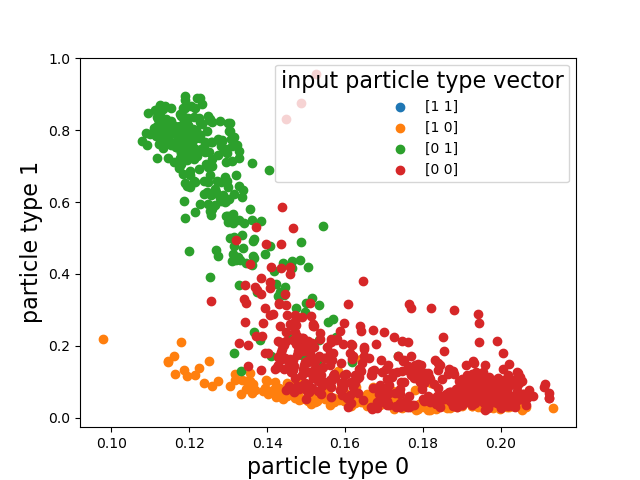 1.0
0.8
0.6
0.4
0.2
0.0
particle type 1
input particle type vector
[1 1]
[1 0]
[0 1]
[0 0]
0.10 0.12 0.14 0.16 0.18 0.20
particle type 0